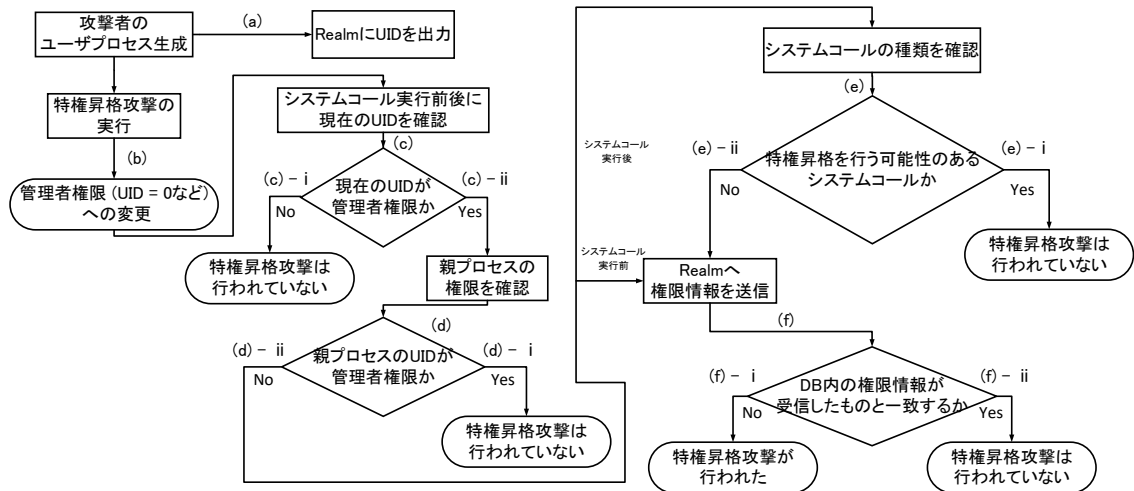 攻撃者の
ユーザプロセス生成
(a)
RealmにUIDを出力
特権昇格攻撃の
実行
(b)
管理者権限 (UID = 0など)
への変更
システムコール実行前後に
現在のUIDを確認
(c)
(c) - i
No
現在のUIDが
管理者権限か
(c) - ii
Yes
特権昇格攻撃は
行われていない
親プロセスの
権限を確認
(d)
(d) - ii
No
親プロセスのUIDが
管理者権限か
(d) - i
Yes
特権昇格攻撃は
行われていない
システムコールの種類を確認
(e)
システムコール
実行後
(e) - ii
No
特権昇格を行う可能性のある
システムコールか
(e) - i
Yes
特権昇格攻撃は
行われていない
システムコール
実行前
Realmへ
権限情報を送信
(f)
(f) - i
No
DB内の権限情報が
受信したものと一致するか
(f) - ii
Yes
特権昇格攻撃が
行われた
特権昇格攻撃は
行われていない